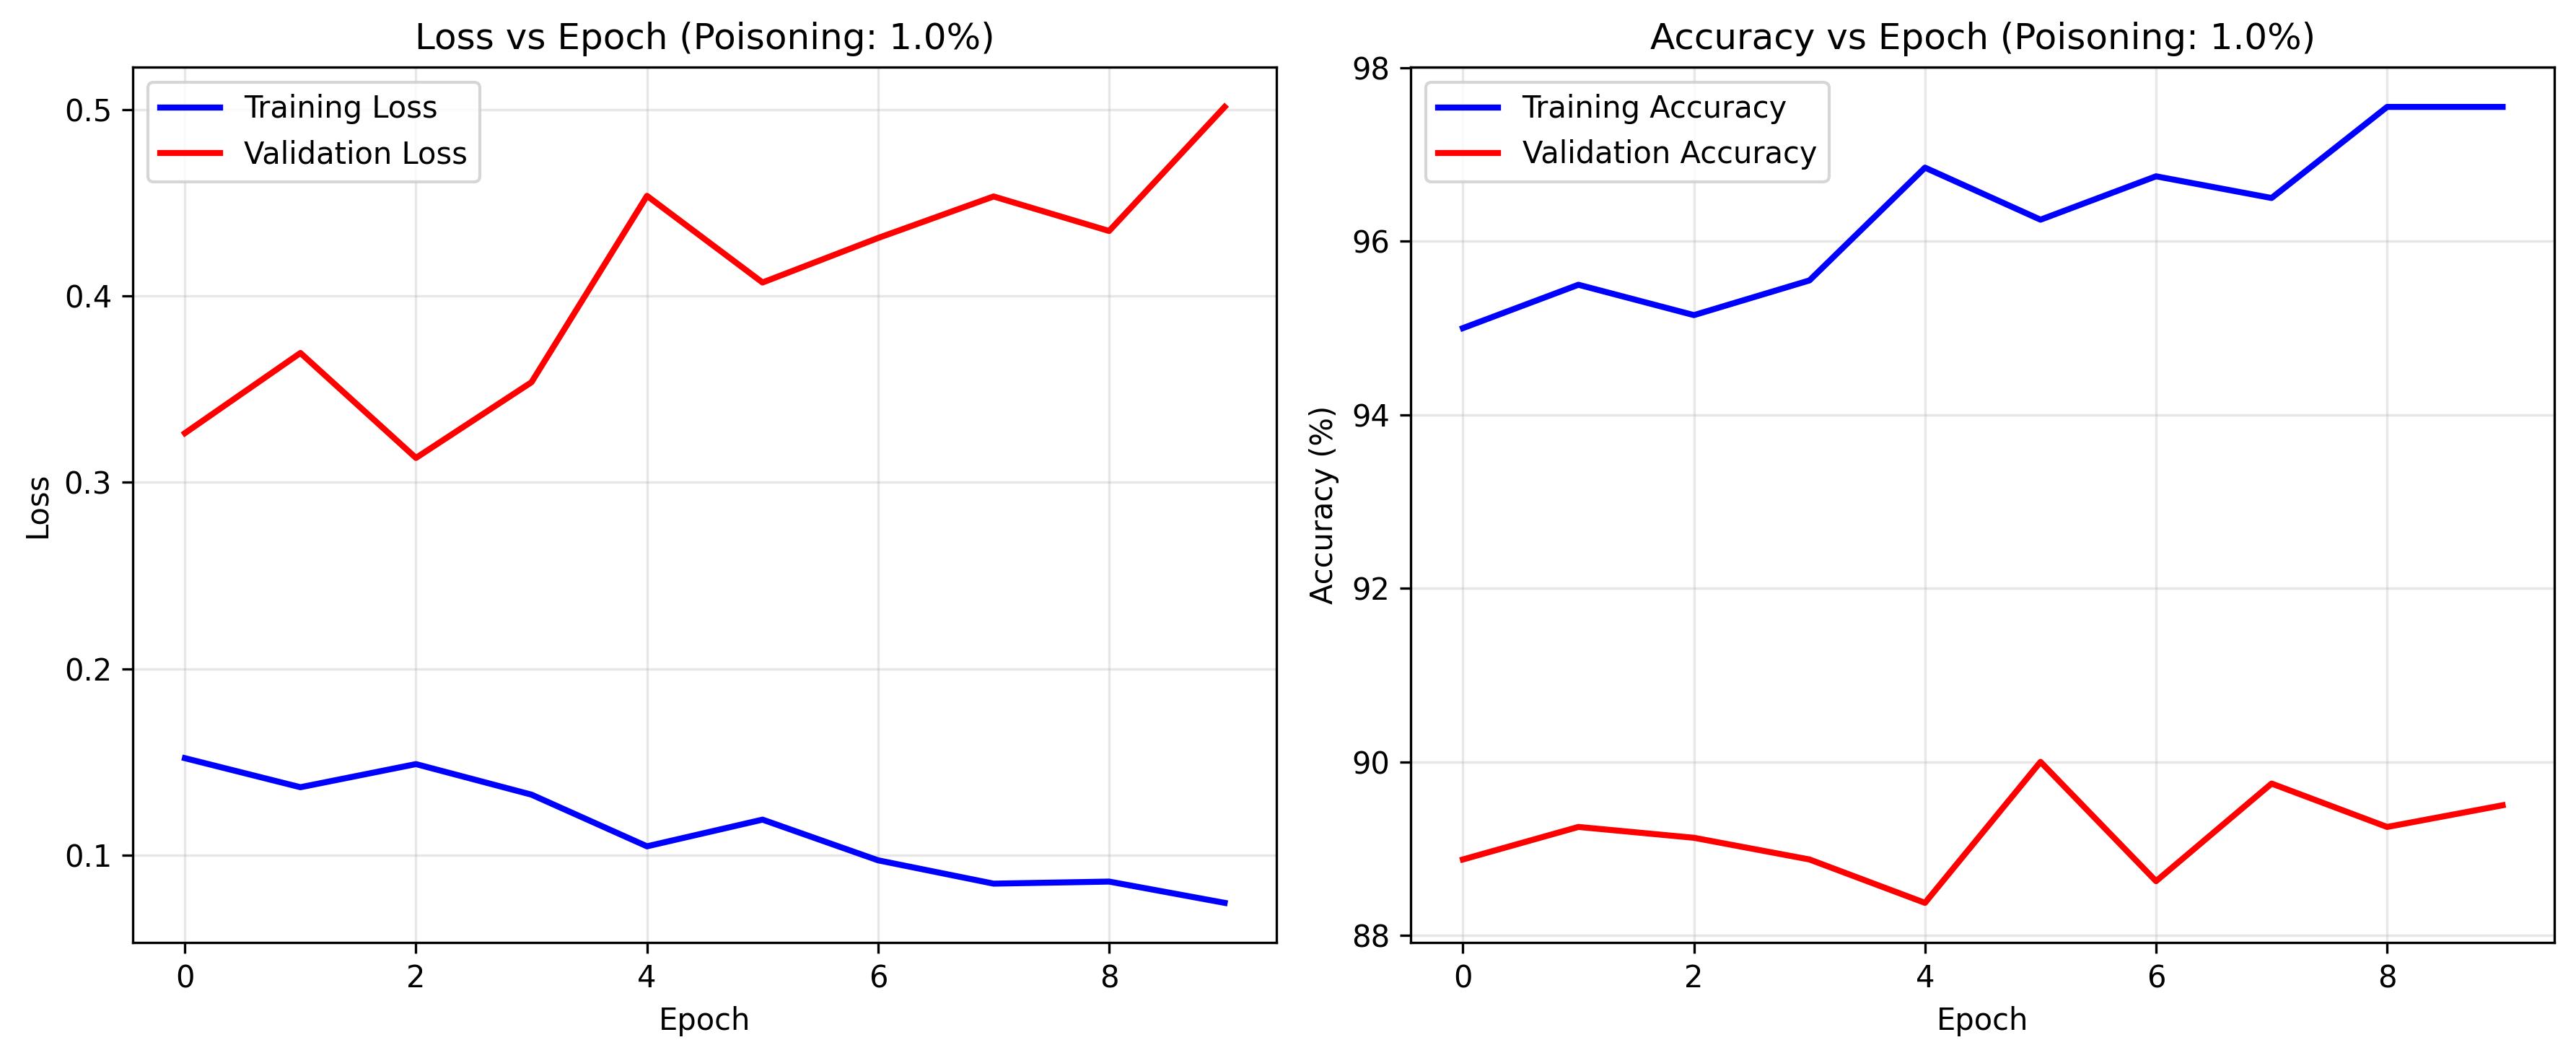 Loss vs Epoch (Poisoning: 1.0%)
Training Loss
Validation Loss
0.5
0.4
0.3
0.2
0.1
Loss
0 2 4 6 8
Epoch
Accuracy vs Epoch (Poisoning: 1.0%)
Training Accuracy
Validation Accuracy
98
96
94
92
90
88
Accuracy (%)
0 2 4 6 8
Epoch